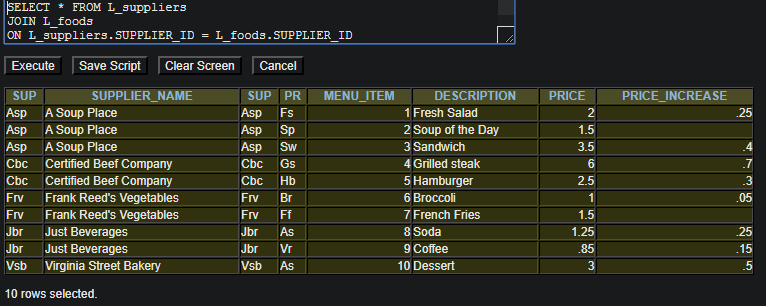 SELECT * FROM L_suppliers
JOIN L_foods
ON L_suppliers.SUPPLIER_ID = L_foods.SUPPLIER_ID
Execute Save Script Clear Screen Cancel
SUP SUPPLIER_NAME SUP PR MENU_ITEM DESCRIPTION PRICE PRICE_INCREASE
Asp A Soup Place Asp Fs 1 Fresh Salad 2 .25
Asp A Soup Place Asp Sp 2 Soup of the Day 1.5
Asp A Soup Place Asp Sw 3 Sandwich 3.5 .4
Cbc Certified Beef Company Cbc Gs 4 Grilled steak 6 .7
Cbc Certified Beef Company Cbc Hb 5 Hamburger 2.5 .3
Frv Frank Reed's Vegetables Frv Br 6 Broccoli 1 .05
Frv Frank Reed's Vegetables Frv Ff 7 French Fries 1.5
Jbr Just Beverages Jbr As 8 Soda 1.25 .25
Jbr Just Beverages Jbr Vr 9 Coffee .85 .15
Vsb Virginia Street Bakery Vsb As 10 Dessert 3 .5
10 rows selected.